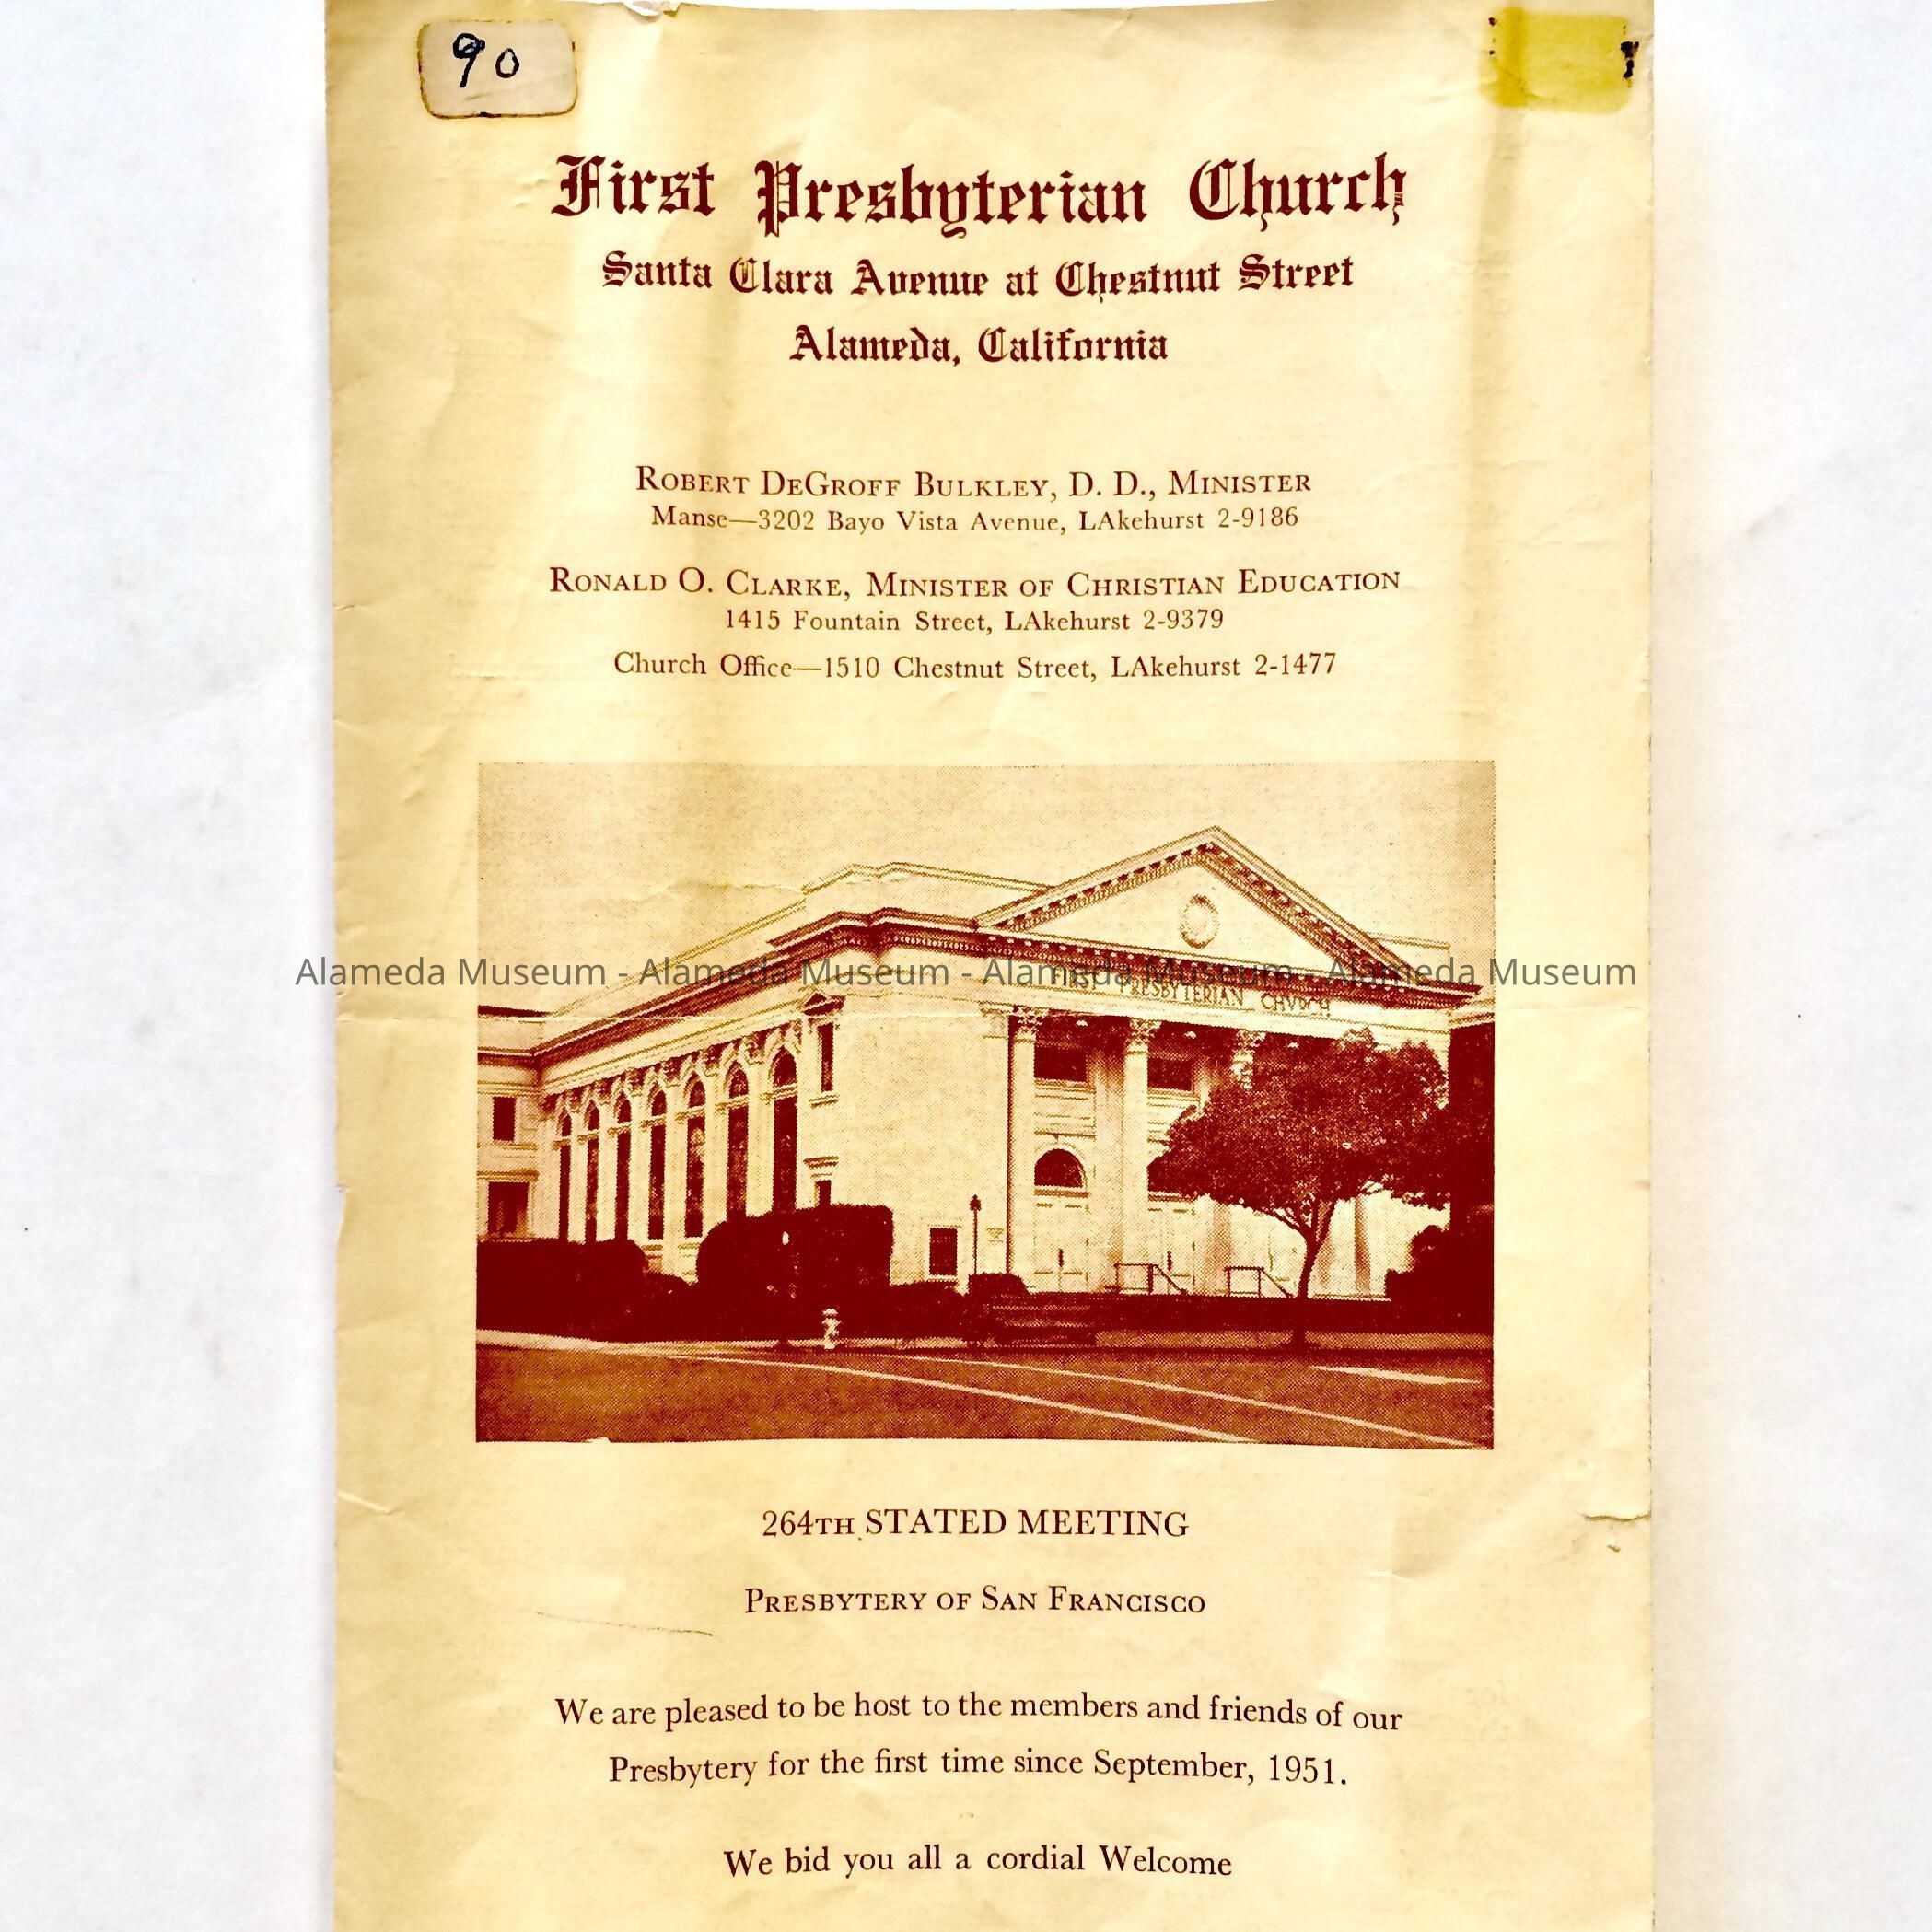 90
First Presbyterian Church
Santa Clara Avenue at Chestnut Street
Alameda, California
ROBERT DEGROFF BULKLEY, D. D., MINISTER
Manse—3202 Bayo Vista Avenue, LAkehurst 2-9186
RONALD O. CLARKE, MINISTER OF CHRISTIAN EDUCATION
1415 Fountain Street, LAkehurst 2-9379
Church Office—1510 Chestnut Street, LAkehurst 2-1477
Alameda Museum - Alameda Museum - Alameda Museum - Alameda Museum
PRESBYTERIAN CHVRCH
264TH STATED MEETING
PRESBYTERY OF SAN FRANCISCO
We are pleased to be host to the members and friends of our
Presbytery for the first time since September, 1951.
We bid you all a cordial Welcome